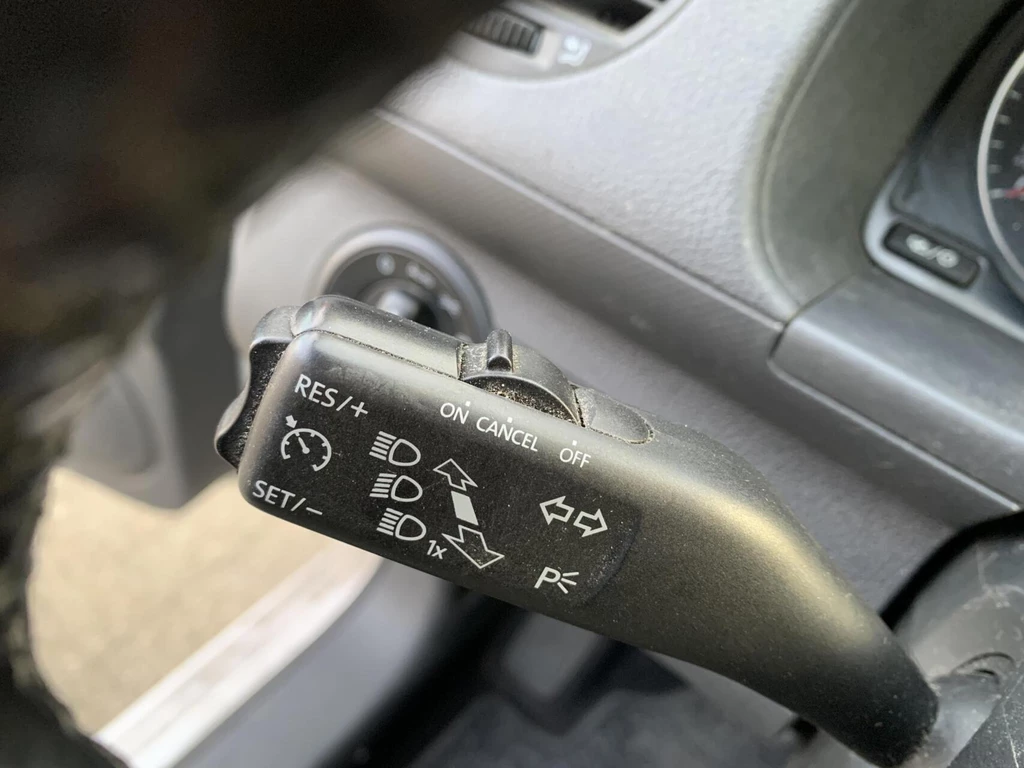 RES/+
ON CANCEL OFF
SET/–
1x
P